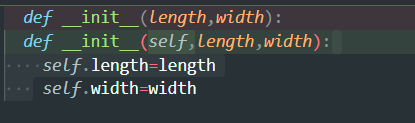 def __init__(length,width):
def __init__(self,length,width):
    self.length=length
    self.width=width